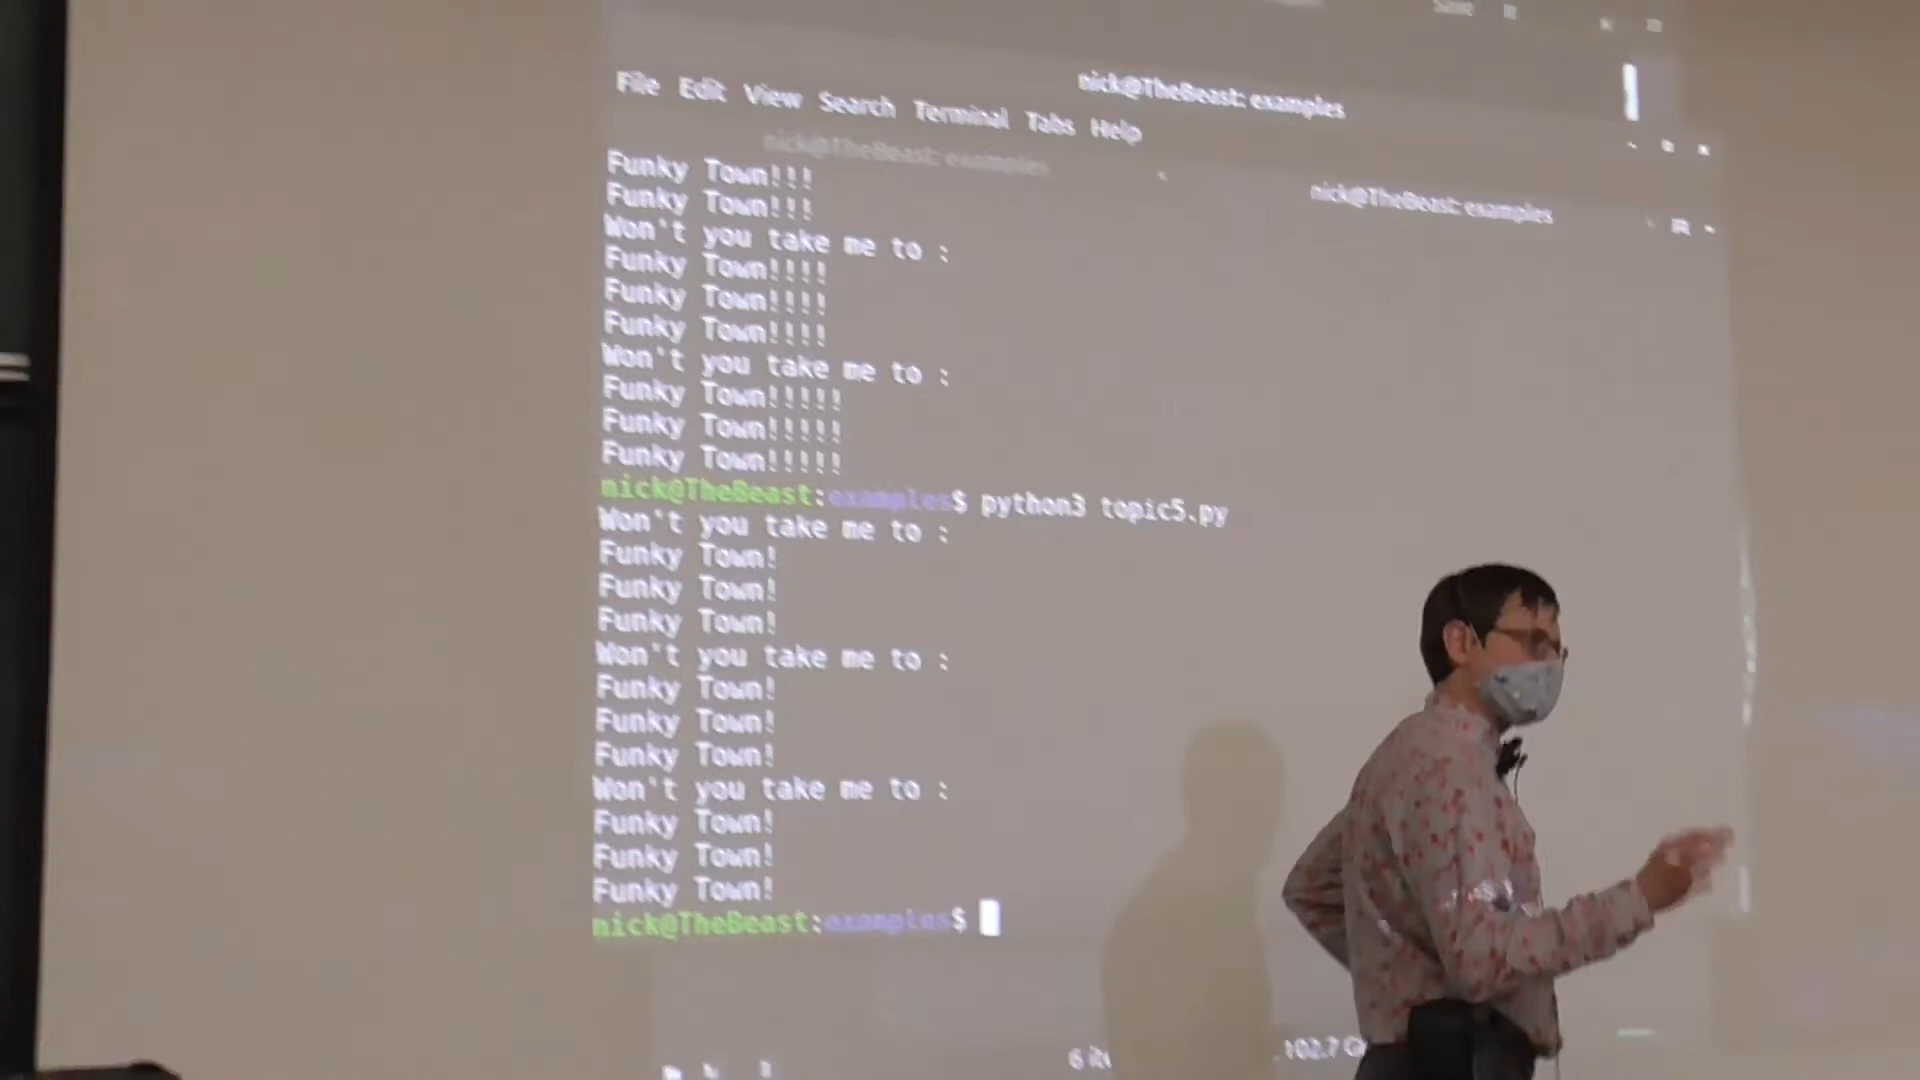 Save
nick@TheBeast: examples
File Edit View Search Terminal Tabs Help
nick@TheBeast: examples
nick@TheBeast: examples
Funky Town!!!
Funky Town!!!
Won't you take me to :
Funky Town!!!!
Funky Town!!!!
Funky Town!!!!
Won't you take me to :
Funky Town!!!!!
Funky Town!!!!!
Funky Town!!!!!
nick@TheBeast:examples$ python3 topic5.py
Won't you take me to :
Funky Town!
Funky Town!
Funky Town!
Won't you take me to :
Funky Town!
Funky Town!
Funky Town!
Won't you take me to :
Funky Town!
Funky Town!
Funky Town!
nick@TheBeast:examples$